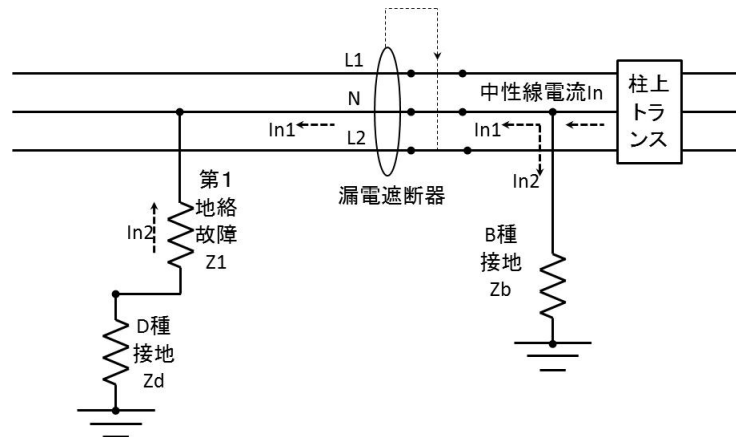 L1
N
L2
In1
中性線電流In
In1
In2
柱上
トラ
ンス
漏電遮断器
第1
地絡
故障
Z1
In2
B種
接地
Zb
D種
接地
Zd